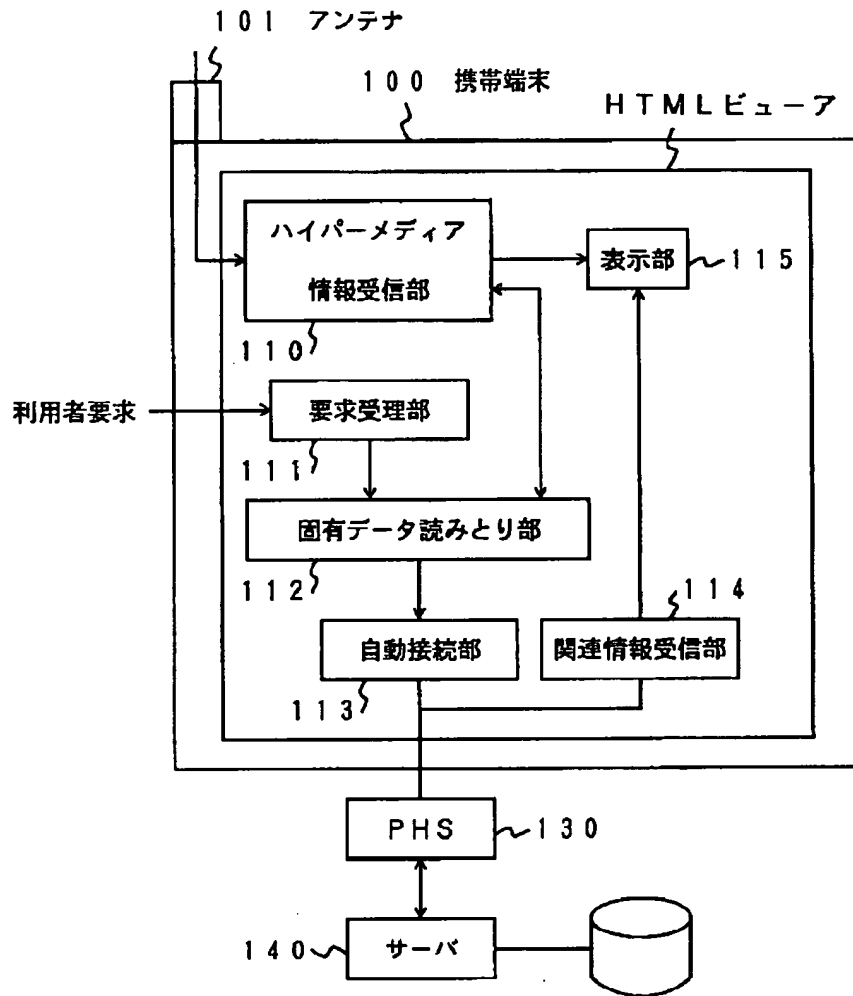 101 アンテナ
100 携帯端末
HTMLビューア
ハイパーメディア
情報受信部
表示部
115
110
利用者要求
要求受理部
111
固有データ読みとり部
112
114
自動接続部
関連情報受信部
113
PHS
130
サーバ
140